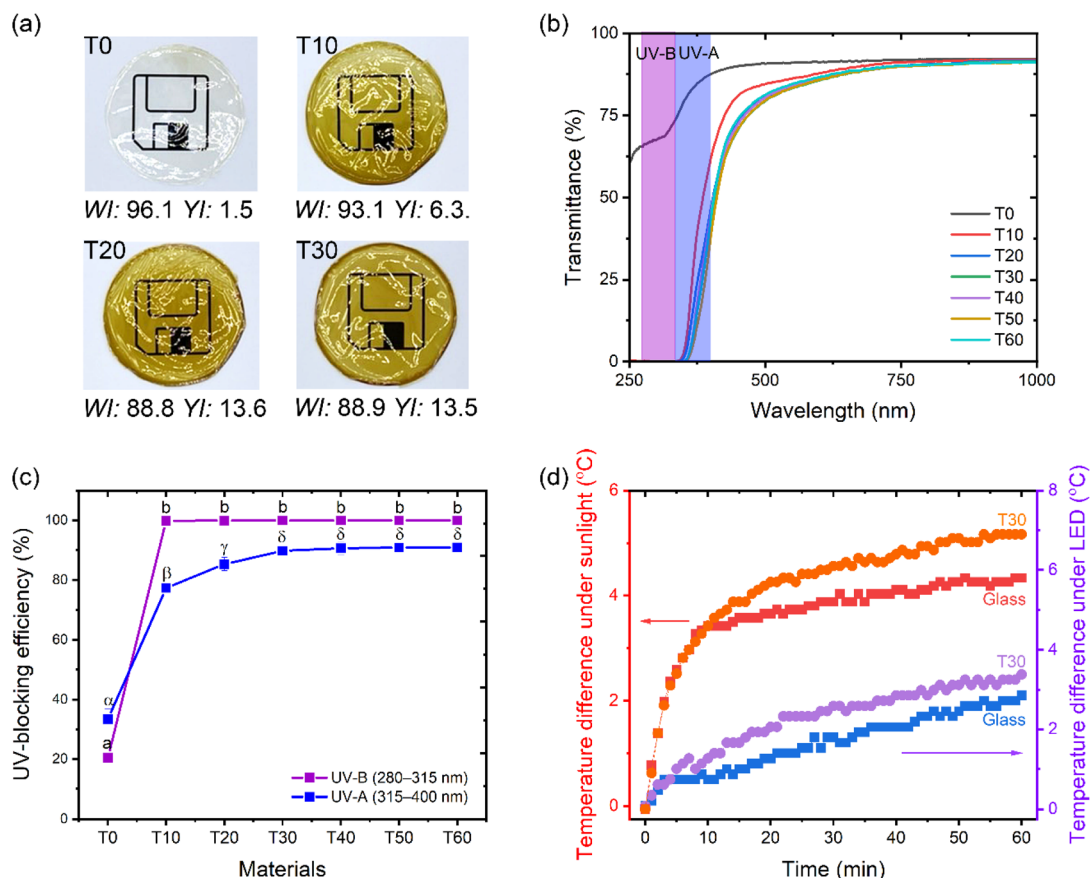 (a)
T0
T10
WI: 96.1 YI: 1.5
WI: 93.1 YI: 6.3.
T20
T30
WI: 88.8 YI: 13.6
WI: 88.9 YI: 13.5
(b)
100
75
50
25
0
Transmittance (%)
UV-B
UV-A
T0
T10
T20
T30
T40
T50
T60
250
500
750
1000
Wavelength (nm)
(c)
100
80
60
40
20
0
UV-blocking efficiency (%)
b b b b b b
β γ δ δ δ δ
α
a
UV-B (280–315 nm)
UV-A (315–400 nm)
T0 T10 T20 T30 T40 T50 T60
Materials
(d)
6
4
2
0
Temperature difference under sunlight (°C)
T30
Glass
T30
Glass
8
6
4
2
0
Temperature difference under LED (°C)
0 10 20 30 40 50 60
Time (min)